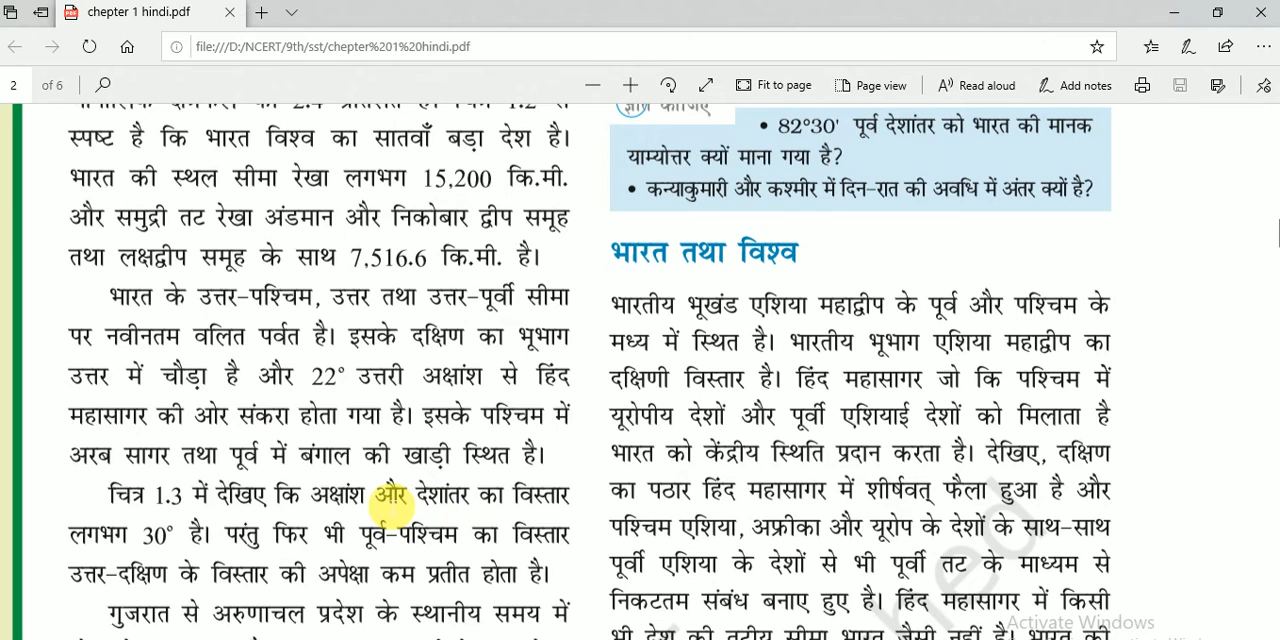 chepter 1 hindi.pdf
file:///D:/NCERT/9th/sst/chepter%201%20hindi.pdf
2 of 6
Fit to page
Page view
Read aloud
Add notes
स्पष्ट है कि भारत विश्व का सातवाँ बड़ा देश है।
भारत की स्थल सीमा रेखा लगभग 15,200 कि.मी.
और समुद्री तट रेखा अंडमान और निकोबार द्वीप समूह
तथा लक्षद्वीप समूह के साथ 7,516.6 कि.मी. है।
भारत के उत्तर-पश्चिम, उत्तर तथा उत्तर-पूर्वी सीमा
पर नवीनतम वलित पर्वत है। इसके दक्षिण का भूभाग
उत्तर में चौड़ा है और 22° उत्तरी अक्षांश से हिंद
महासागर की ओर संकरा होता गया है। इसके पश्चिम में
अरब सागर तथा पूर्व में बंगाल की खाड़ी स्थित है।
चित्र 1.3 में देखिए कि अक्षांश और देशांतर का विस्तार
लगभग 30° है। परंतु फिर भी पूर्व-पश्चिम का विस्तार
उत्तर-दक्षिण के विस्तार की अपेक्षा कम प्रतीत होता है।
गुजरात से अरुणाचल प्रदेश के स्थानीय समय में
• 82°30' पूर्व देशांतर को भारत की मानक
याम्योत्तर क्यों माना गया है?
• कन्याकुमारी और कश्मीर में दिन-रात की अवधि में अंतर क्यों है?
भारत तथा विश्व
भारतीय भूखंड एशिया महाद्वीप के पूर्व और पश्चिम के
मध्य में स्थित है। भारतीय भूभाग एशिया महाद्वीप का
दक्षिणी विस्तार है। हिंद महासागर जो कि पश्चिम में
यूरोपीय देशों और पूर्वी एशियाई देशों को मिलाता है
भारत को केंद्रीय स्थिति प्रदान करता है। देखिए, दक्षिण
का पठार हिंद महासागर में शीर्षवत् फैला हुआ है और
पश्चिम एशिया, अफ्रीका और यूरोप के देशों के साथ-साथ
पूर्वी एशिया के देशों से भी पूर्वी तट के माध्यम से
निकटतम संबंध बनाए हुए है। हिंद महासागर में किसी
भी देश की तटीय सीमा भारत जैसी नहीं है। भारत की
Activate Windows